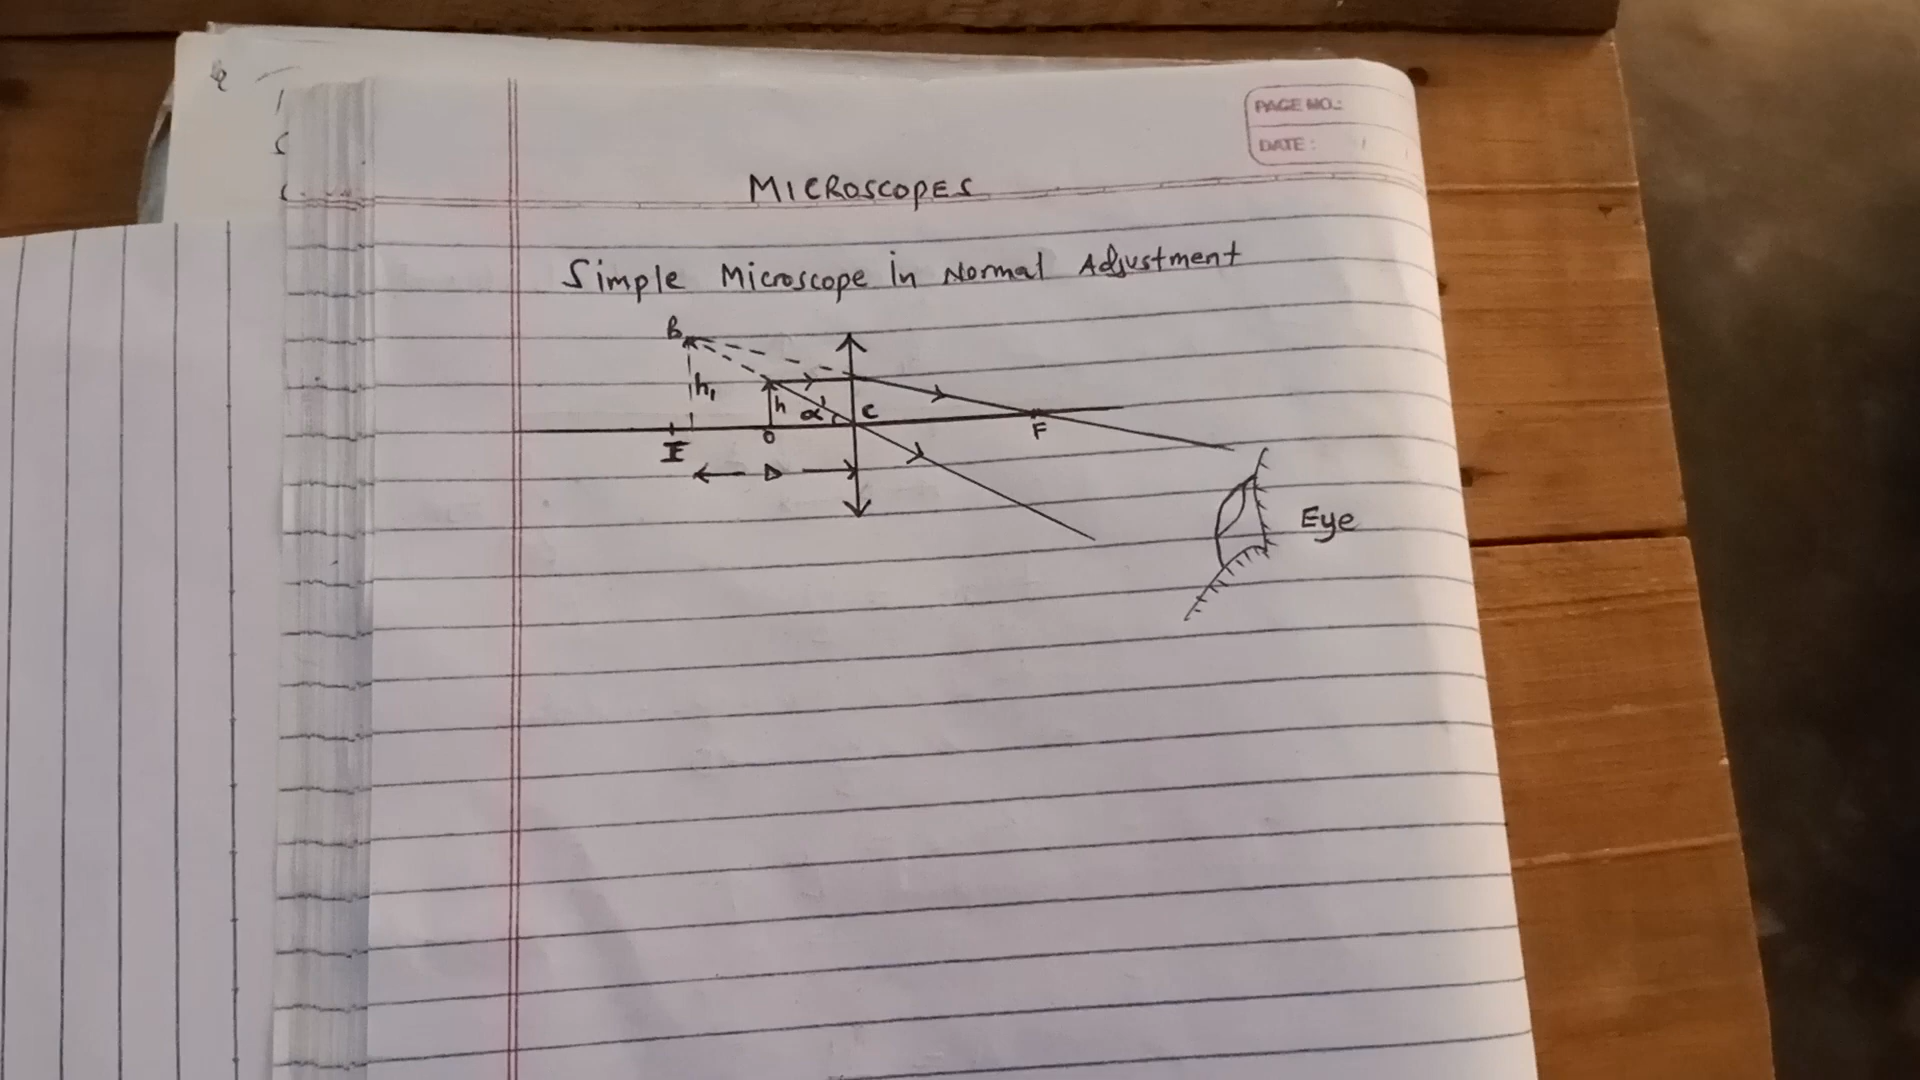 PAGE NO.:
DATE: / /
MICROSCOPES
Simple Microscope in Normal Adjustment
B
h₁
h
α'
C
I
O
F
D
Eye